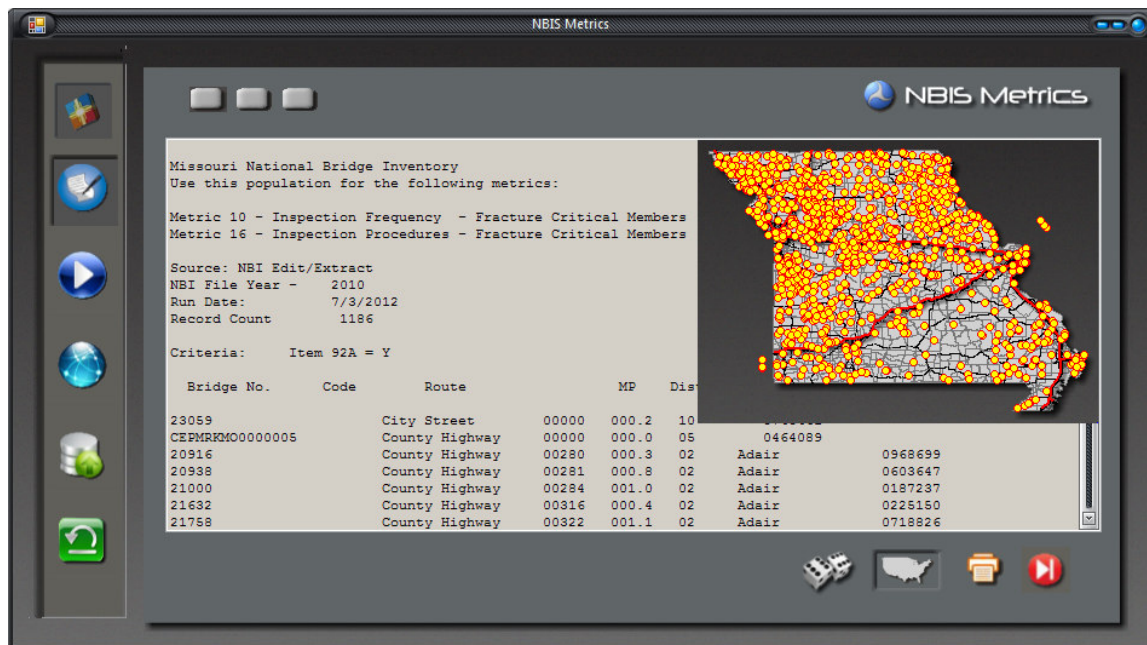 NBIS Metrics
NBIS Metrics
Missouri National Bridge Inventory
Use this population for the following metrics:
Metric 10 - Inspection Frequency - Fracture Critical Members
Metric 16 - Inspection Procedures - Fracture Critical Members
Source: NBI Edit/Extract
NBI File Year - 2010
Run Date: 7/3/2012
Record Count 1186
Criteria: Item 92A = Y
Bridge No. Code Route MP Dis
23059 City Street 00000 000.2 10
CEPMRKMO0000005 County Highway 00000 000.0 05 0464089
20916 County Highway 00280 000.3 02 Adair 0968699
20938 County Highway 00281 000.8 02 Adair 0603647
21000 County Highway 00284 001.0 02 Adair 0187237
21632 County Highway 00316 000.4 02 Adair 0225150
21758 County Highway 00322 001.1 02 Adair 0718826